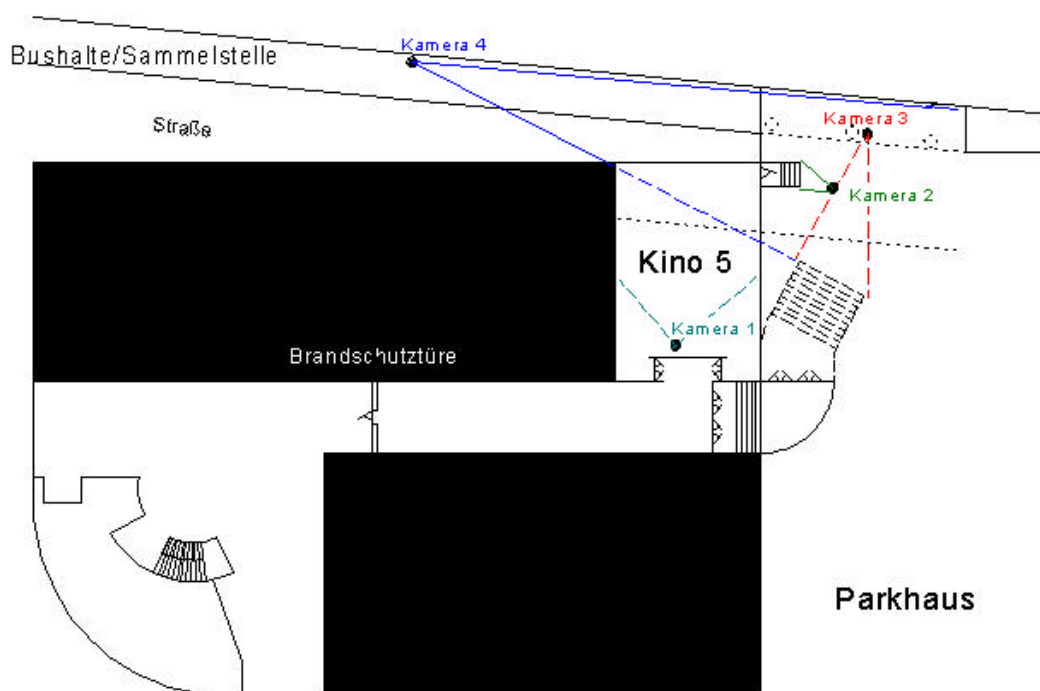 Kamera 4
Bushalte/Sammelstelle
Kamera 3
Straße
Kamera 2
Kino 5
Kamera 1
Brandschutztüre
Parkhaus